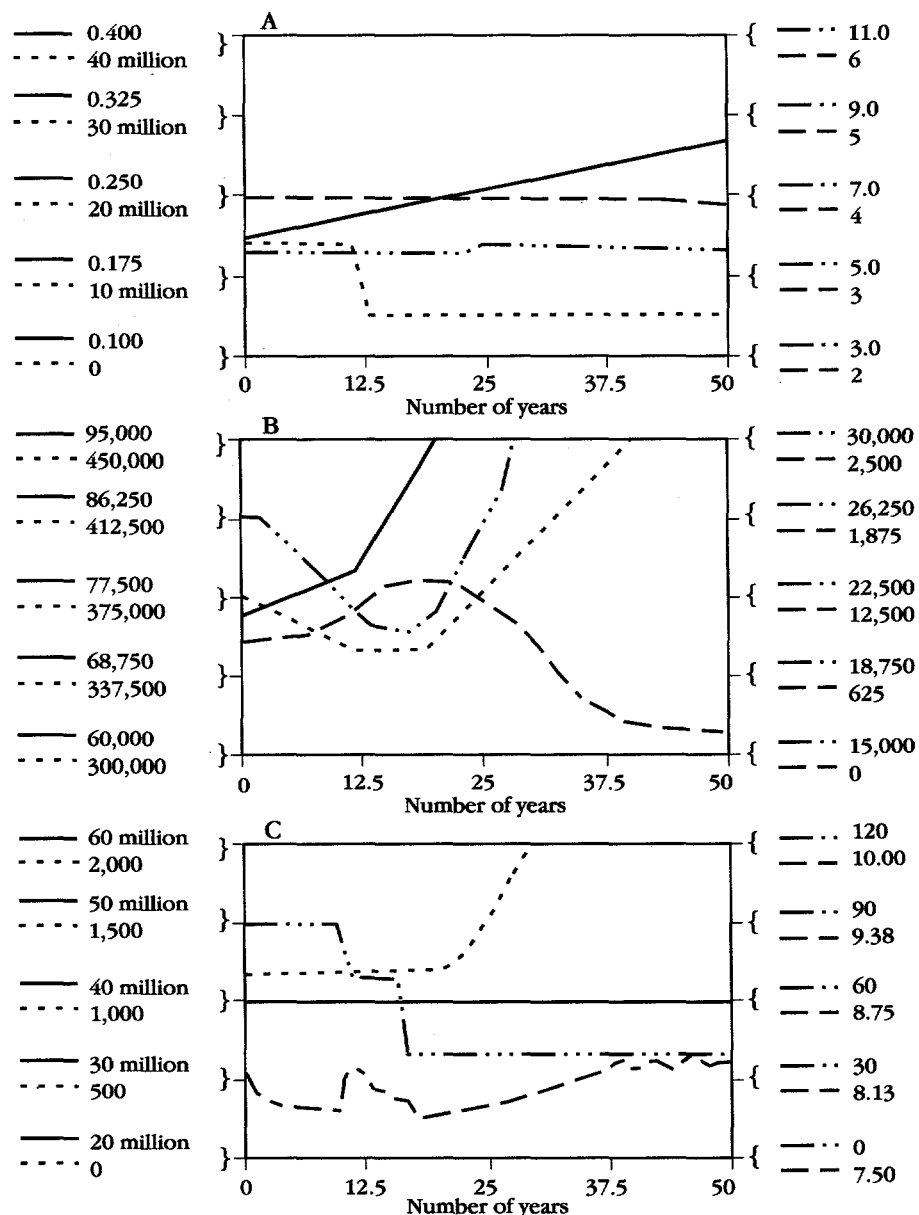 A
0.400
40 million
0.325
30 million
0.250
20 million
0.175
10 million
0.100
0
11.0
6
9.0
5
7.0
4
5.0
3
3.0
2
0 12.5 25 37.5 50
Number of years
B
95,000
450,000
86,250
412,500
77,500
375,000
68,750
337,500
60,000
300,000
30,000
2,500
26,250
1,875
22,500
12,500
18,750
625
15,000
0
0 12.5 25 37.5 50
Number of years
C
60 million
2,000
50 million
1,500
40 million
1,000
30 million
500
20 million
0
120
10.00
90
9.38
60
8.75
30
8.13
0
7.50
0 12.5 25 37.5 50
Number of years